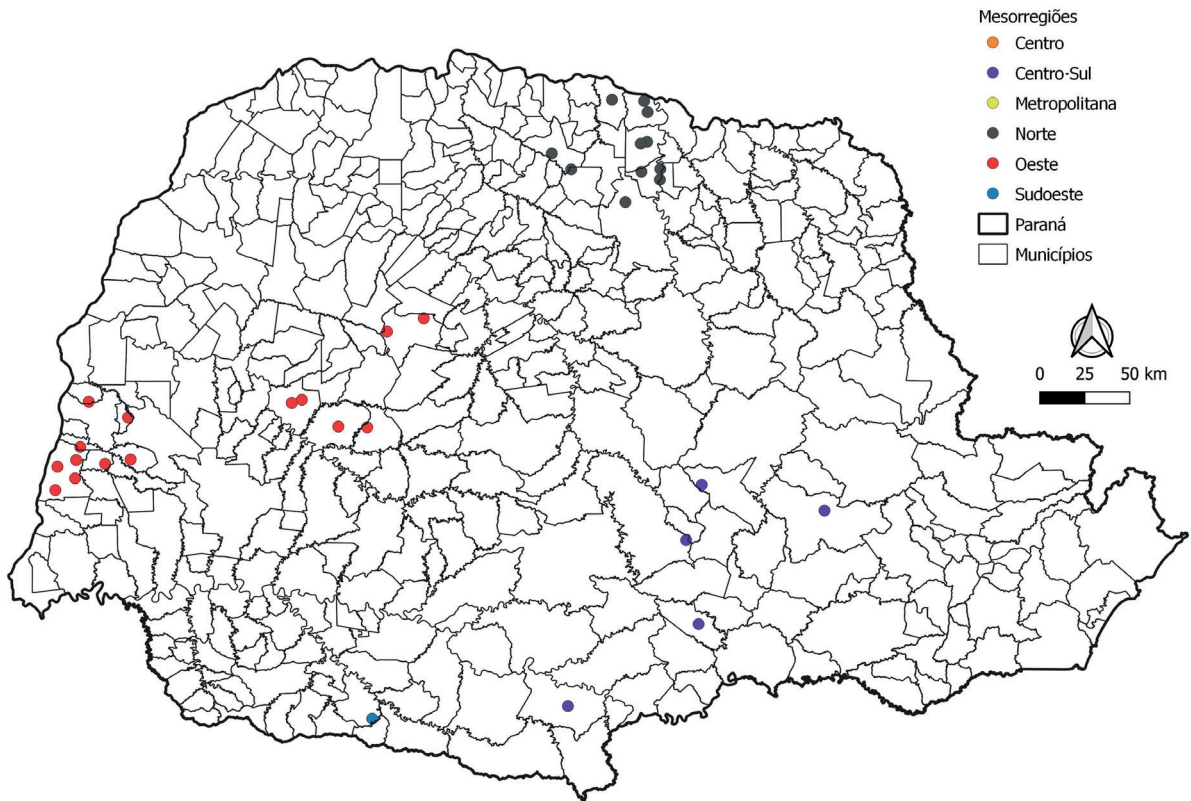 Mesorregiões
Centro
Centro-Sul
Metropolitana
Norte
Oeste
Sudoeste
Paraná
Municípios
0 25 50 km